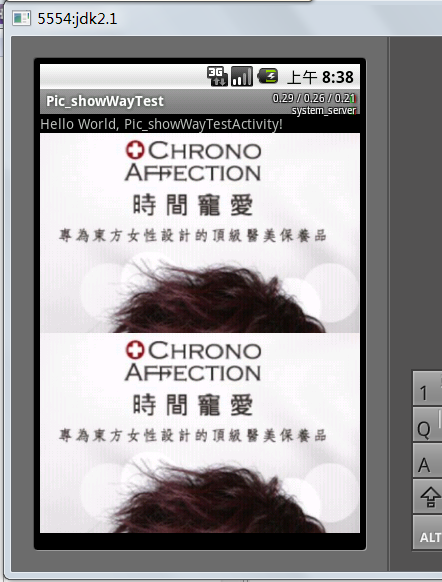 5554:jdk2.1
3G 上午 8:38
Pic_showWayTest
0.29 / 0.26 / 0.21
system_server
Hello World, Pic_showWayTestActivity!
CHRONO
AFFECTION
時間寵愛
專為東方女性設計的頂級醫美保養品
CHRONO
AFFECTION
時間寵愛
專為東方女性設計的頂級醫美保養品
1
Q
A
ALT